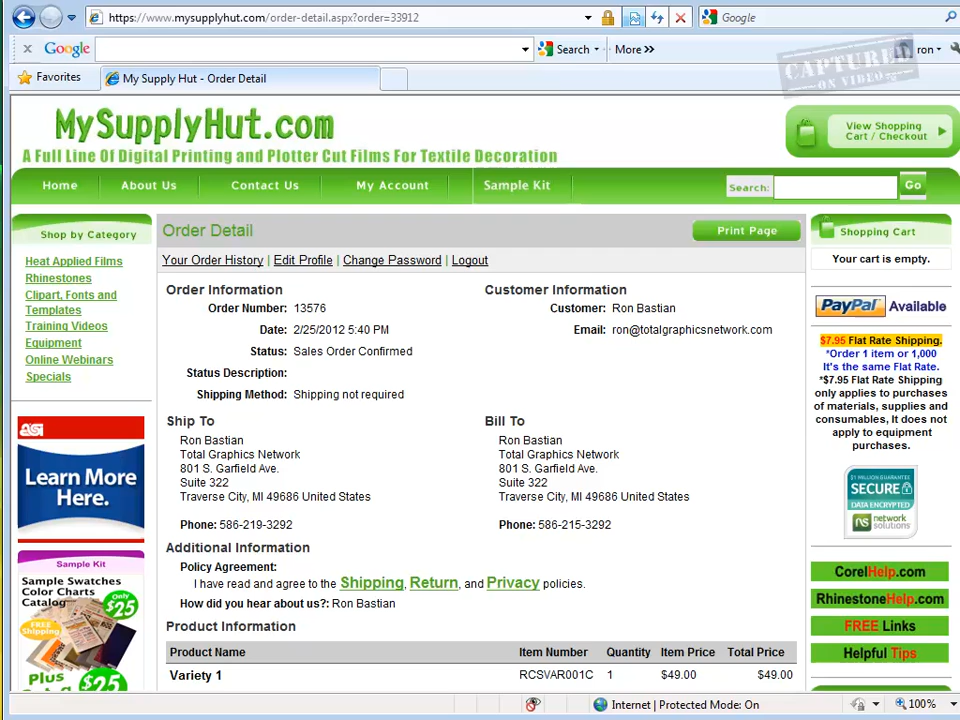 https://www.mysupplyhut.com/order-detail.aspx?order=33912
Google
x Google Search More >> ron
CAPTURED ON VIDEO
Favorites My Supply Hut - Order Detail
MySupplyHut.com
A Full Line Of Digital Printing and Plotter Cut Films For Textile Decoration
View Shopping
Cart / Checkout
Home About Us Contact Us My Account Sample Kit Search: Go
Shop by Category
Heat Applied Films
Rhinestones
Clipart, Fonts and
Templates
Training Videos
Equipment
Online Webinars
Specials
ASI
Learn More
Here.
Sample Kit
Sample Swatches
Color Charts
Catalog
Only
$25
FREE
Shipping
Plus
$25
Order Detail Print Page
Your Order History | Edit Profile | Change Password | Logout
Order Information
Order Number: 13576
Date: 2/25/2012 5:40 PM
Status: Sales Order Confirmed
Status Description:
Shipping Method: Shipping not required
Customer Information
Customer: Ron Bastian
Email: ron@totalgraphicsnetwork.com
Ship To
Ron Bastian
Total Graphics Network
801 S. Garfield Ave.
Suite 322
Traverse City, MI 49686 United States
Phone: 586-219-3292
Bill To
Ron Bastian
Total Graphics Network
801 S. Garfield Ave.
Suite 322
Traverse City, MI 49686 United States
Phone: 586-215-3292
Additional Information
Policy Agreement:
I have read and agree to the Shipping, Return, and Privacy policies.
How did you hear about us?: Ron Bastian
Product Information
Product Name Item Number Quantity Item Price Total Price
Variety 1 RCSVAR001C 1 $49.00 $49.00
Shopping Cart
Your cart is empty.
PayPal Available
$7.95 Flat Rate Shipping.
*Order 1 item or 1,000
It's the same Flat Rate.
*$7.95 Flat Rate Shipping
only applies to purchases
of materials, supplies and
consumables, It does not
apply to equipment
purchases.
$1 MILLION GUARANTEE
SECURE
DATA ENCRYPTED
ns network solutions
CorelHelp.com
RhinestoneHelp.com
FREE Links
Helpful Tips
Internet | Protected Mode: On 100%